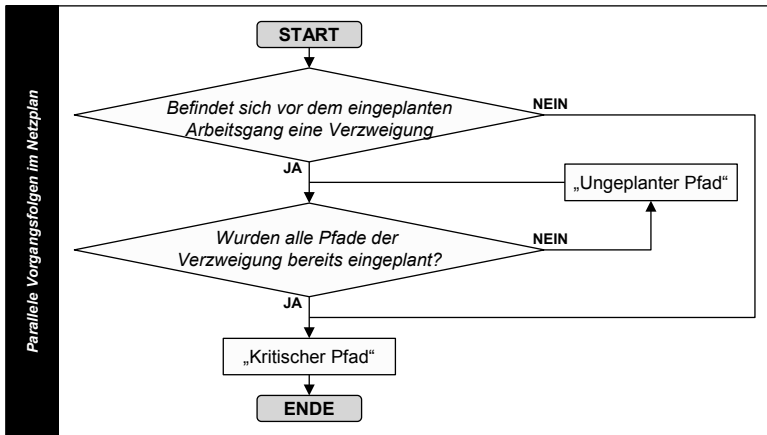 Parallele Vorgangsfolgen im Netzplan
START
Befindet sich vor dem eingeplanten
Arbeitsgang eine Verzweigung
NEIN
JA
„Ungeplanter Pfad“
Wurden alle Pfade der
Verzweigung bereits eingeplant?
NEIN
JA
„Kritischer Pfad“
ENDE